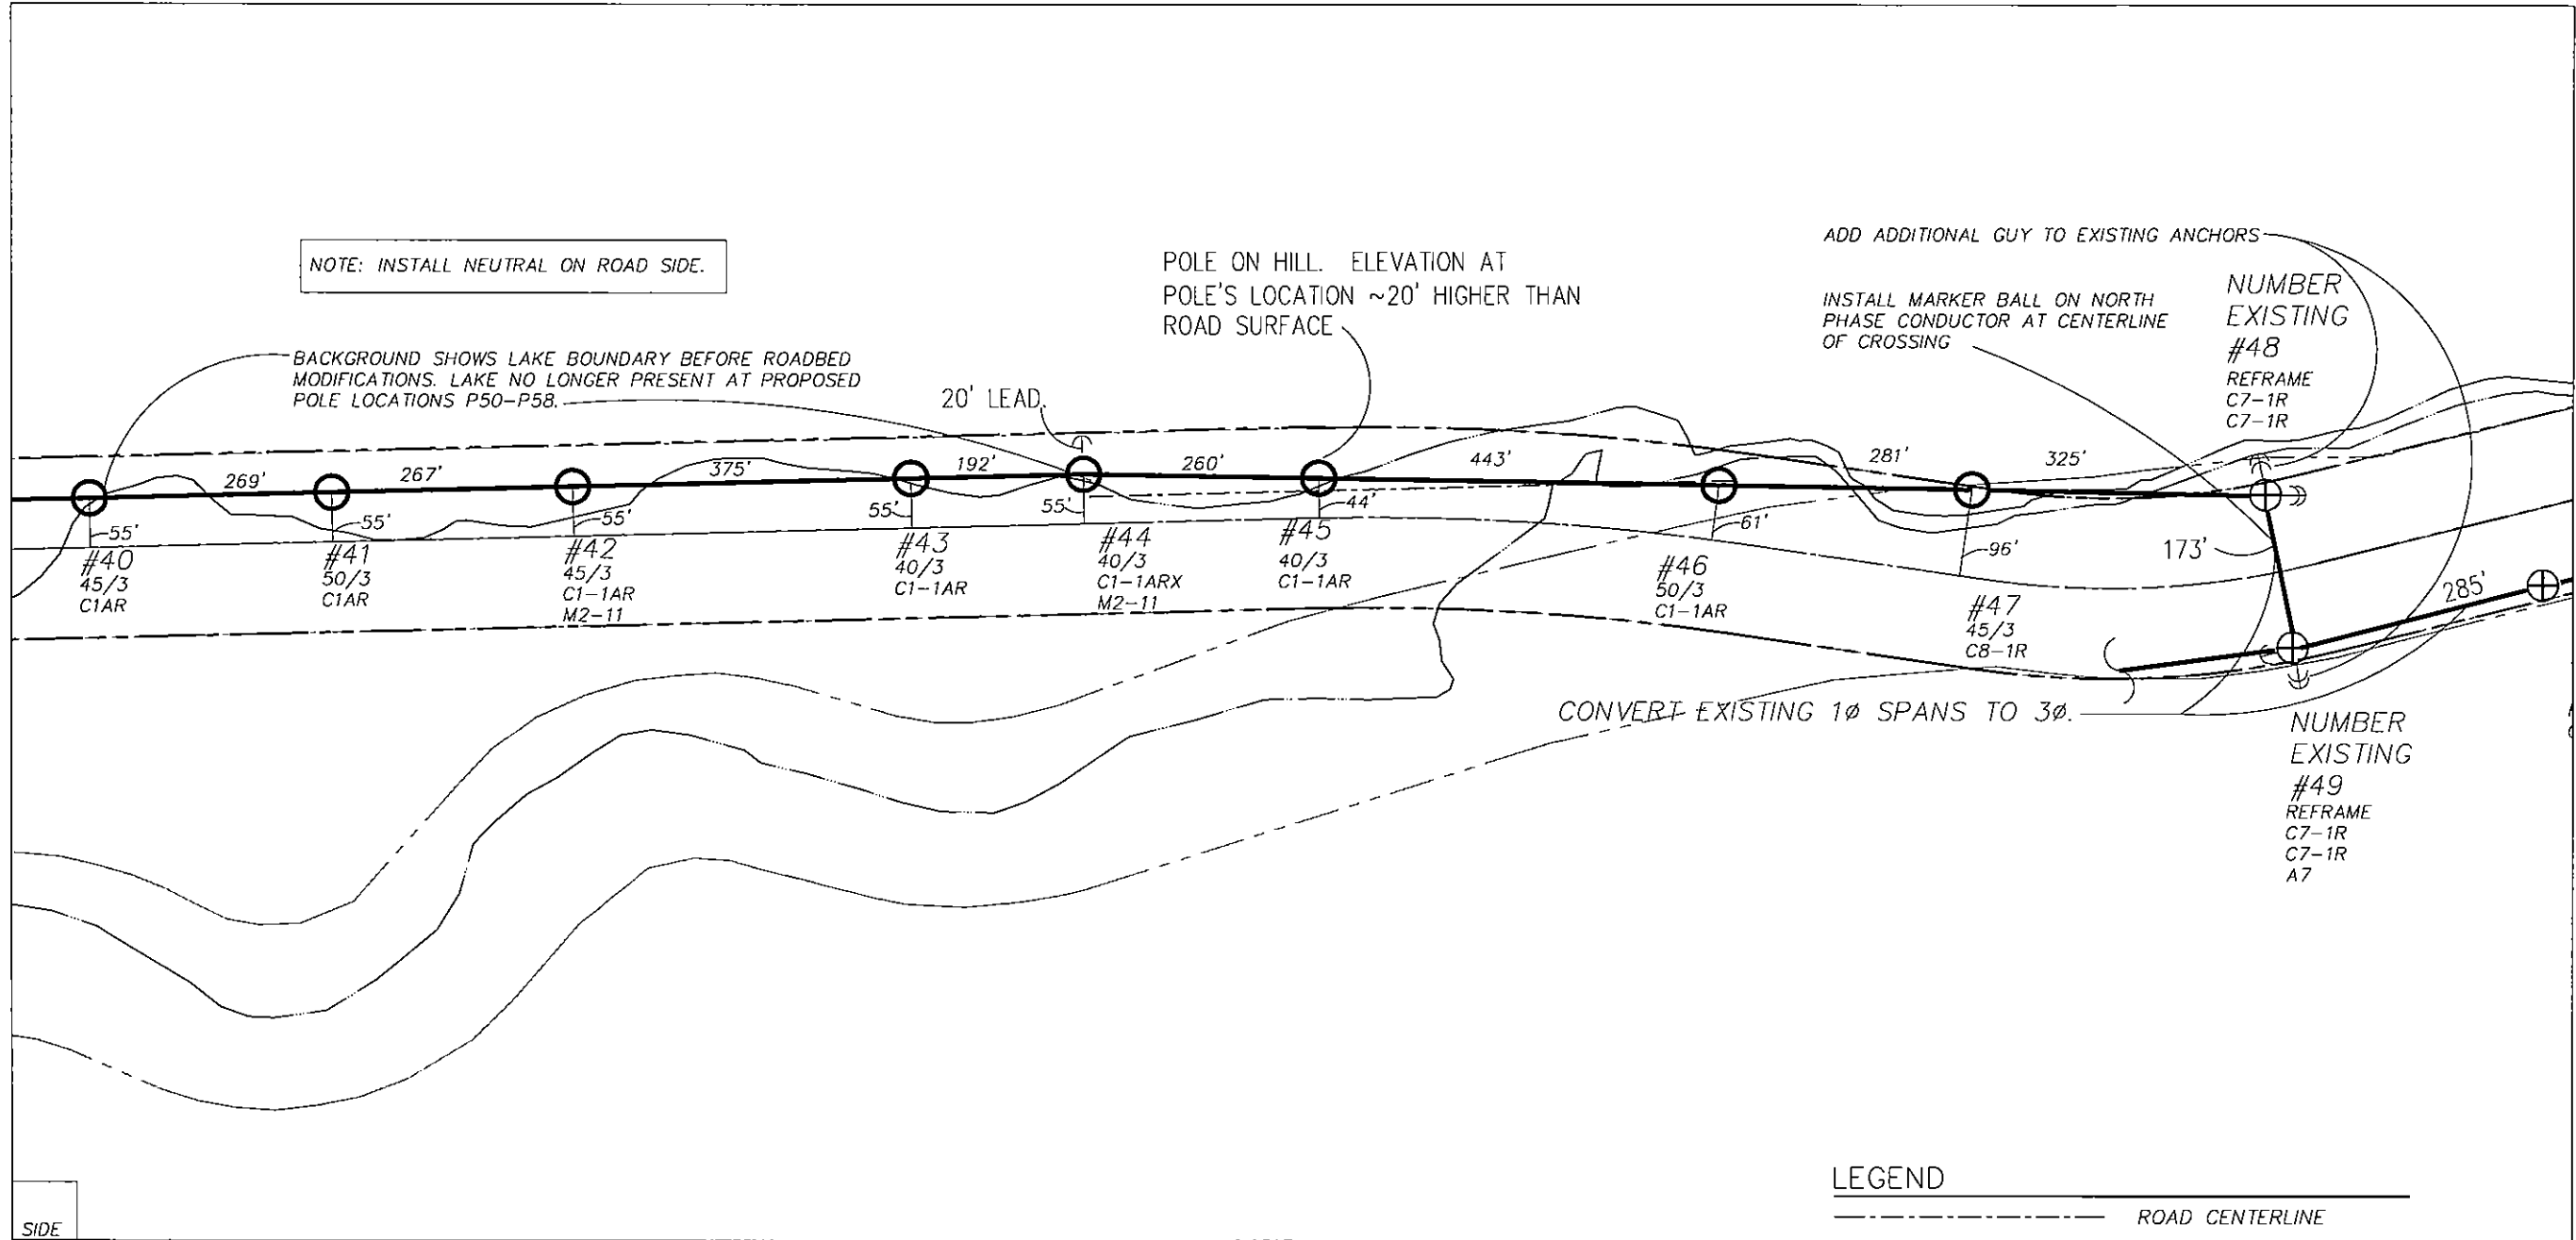 NOTE: INSTALL NEUTRAL ON ROAD SIDE.
BACKGROUND SHOWS LAKE BOUNDARY BEFORE ROADBED
MODIFICATIONS. LAKE NO LONGER PRESENT AT PROPOSED
POLE LOCATIONS P50-P58.
20' LEAD
POLE ON HILL. ELEVATION AT
POLE'S LOCATION ~20' HIGHER THAN
ROAD SURFACE
ADD ADDITIONAL GUY TO EXISTING ANCHORS
INSTALL MARKER BALL ON NORTH
PHASE CONDUCTOR AT CENTERLINE
OF CROSSING
NUMBER
EXISTING
#48
REFRAME
C7-1R
C7-1R
269'
267'
375'
192'
260'
443'
281'
325'
55'
#40
45/3
C1AR
55'
#41
50/3
C1AR
55'
#42
45/3
C1-1AR
M2-11
55'
#43
40/3
C1-1AR
55'
#44
40/3
C1-1ARX
M2-11
44'
#45
40/3
C1-1AR
61'
#46
50/3
C1-1AR
96'
#47
45/3
C8-1R
173'
285'
CONVERT EXISTING 1ø SPANS TO 3ø.
NUMBER
EXISTING
#49
REFRAME
C7-1R
C7-1R
A7
LEGEND
ROAD CENTERLINE
SIDE